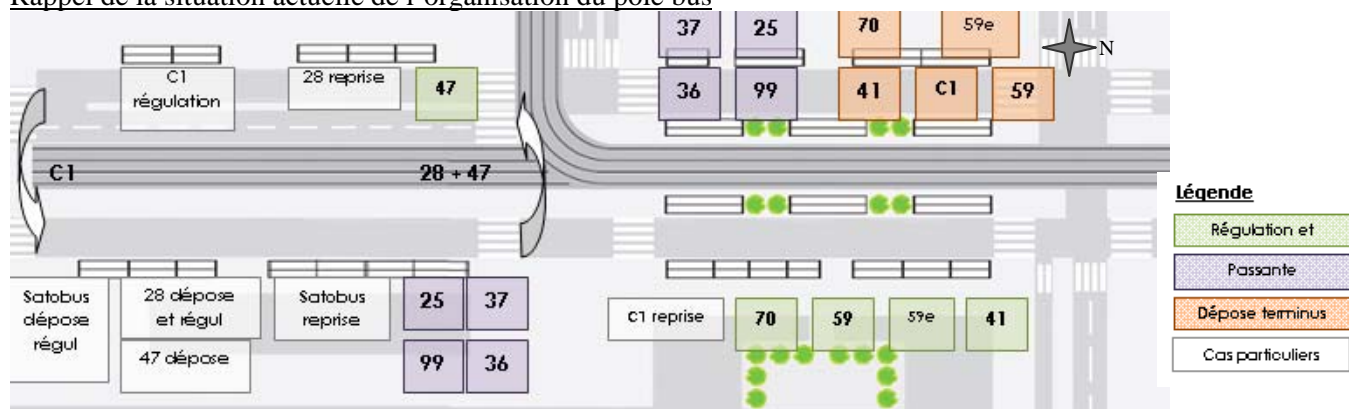 Rappel de la situation actuelle de l'organisation du pôle bus
37 25 70 59e
N
C1 régulation
28 reprise
47
36 99 41 C1 59
C1
28 + 47
Légende
Régulation et
Passante
Dépose terminus
Cas particuliers
Satobus
dépose
régul
28 dépose
et régul
47 dépose
Satobus
reprise
25 37
99 36
C1 reprise
70 59 59e 41